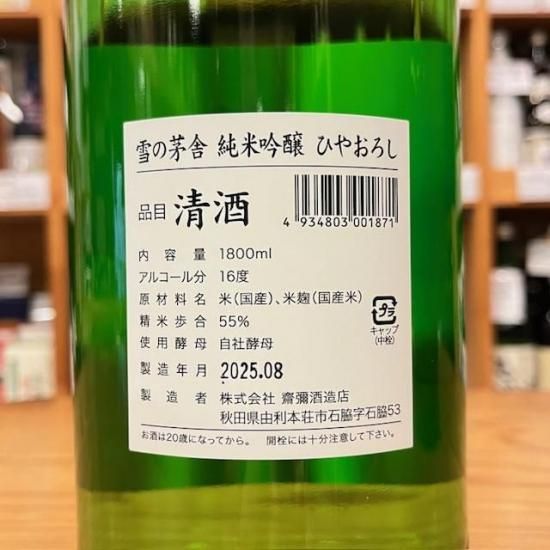 雪の茅舎 純米吟醸 ひやおろし
品目 清酒
4 934803 001871
内容量 1800ml
アルコール分 16度
原材料名 米(国産)、米麹(国産米)
精米歩合 55%
使用酵母 自社酵母
製造年月 2025.08
製造者 株式会社 齋彌酒造店
秋田県由利本荘市石脇字石脇53
プラ
キャップ
(中栓)
お酒は20歳になってから。 開栓には十分注意して下さい。